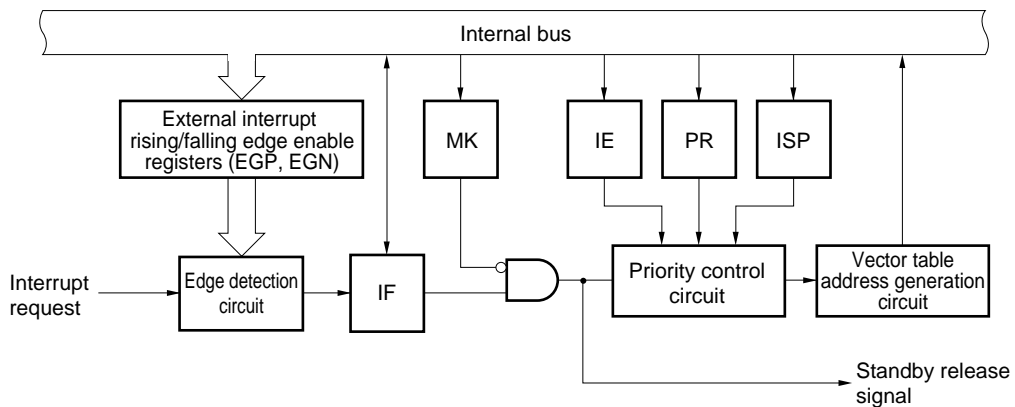 Internal bus
External interrupt
rising/falling edge enable
registers (EGP, EGN)
MK
IE
PR
ISP
Interrupt
request
Edge detection
circuit
IF
Priority control
circuit
Vector table
address generation
circuit
Standby release
signal